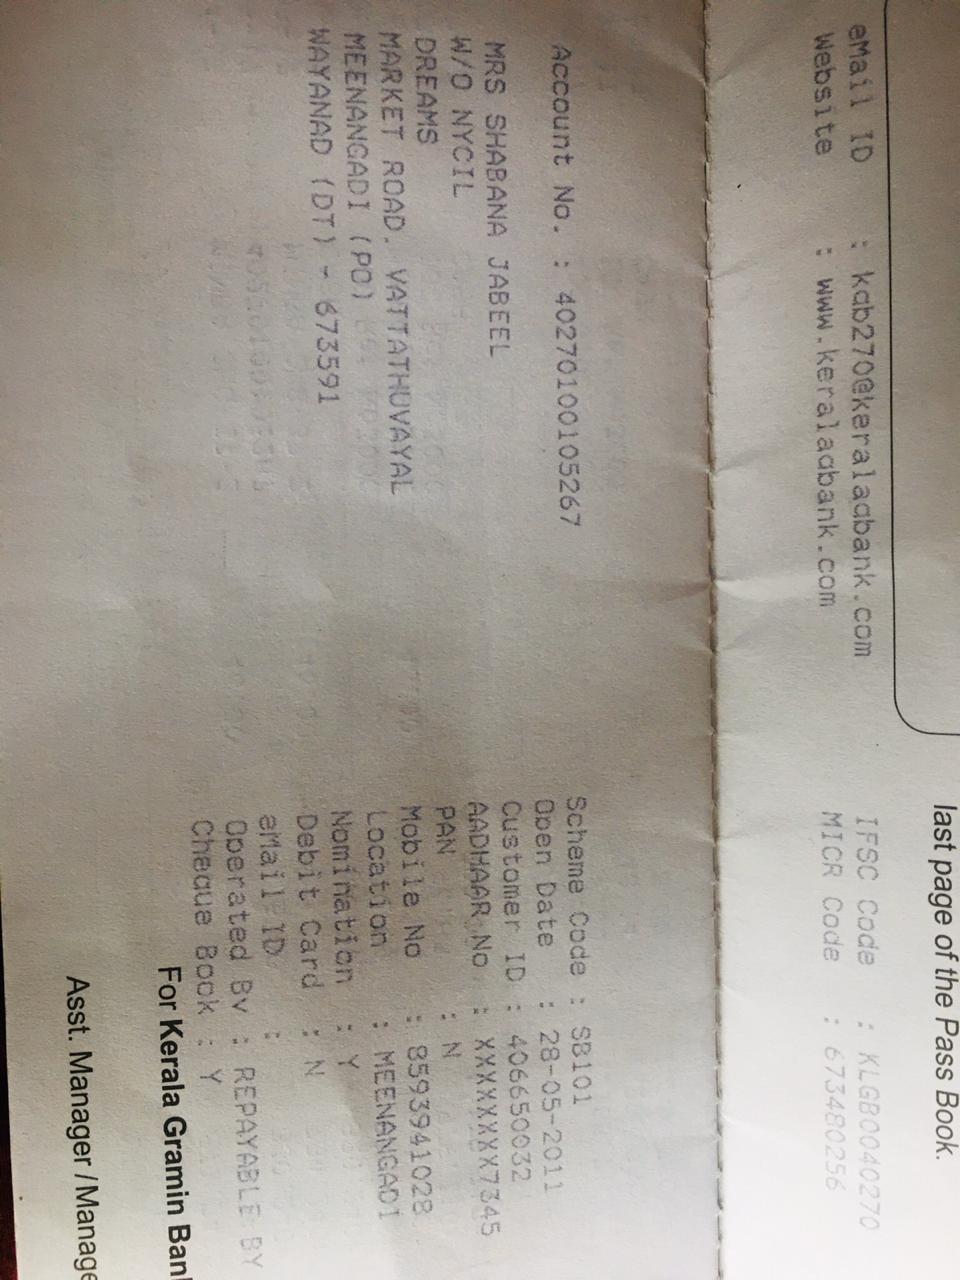 last page of the Pass Book.
eMail ID : kgb270@keralagbank.com IFSC Code : KLGB0040270
Website : www.keralagbank.com MICR Code : 673480256
Account No. : 40270100105267 Scheme Code : SB101
Open Date : 28-05-2011
MRS SHABANA JABEEL Customer ID : 406650032
W/O NYCIL AADHAAR No : XXXXXXXX7345
DREAMS PAN : N
MARKET ROAD. VATTATHUVAYAL Mobile No : 8593941028
MEENANGADI (PO) Location : MEENANGADI
WAYANAD (DT) - 673591 Nomination : Y
Debit Card : N
eMail ID :
Operated By : REPAYABLE BY
Cheque Book : Y
For Kerala Gramin Ban
Asst. Manager / Manage